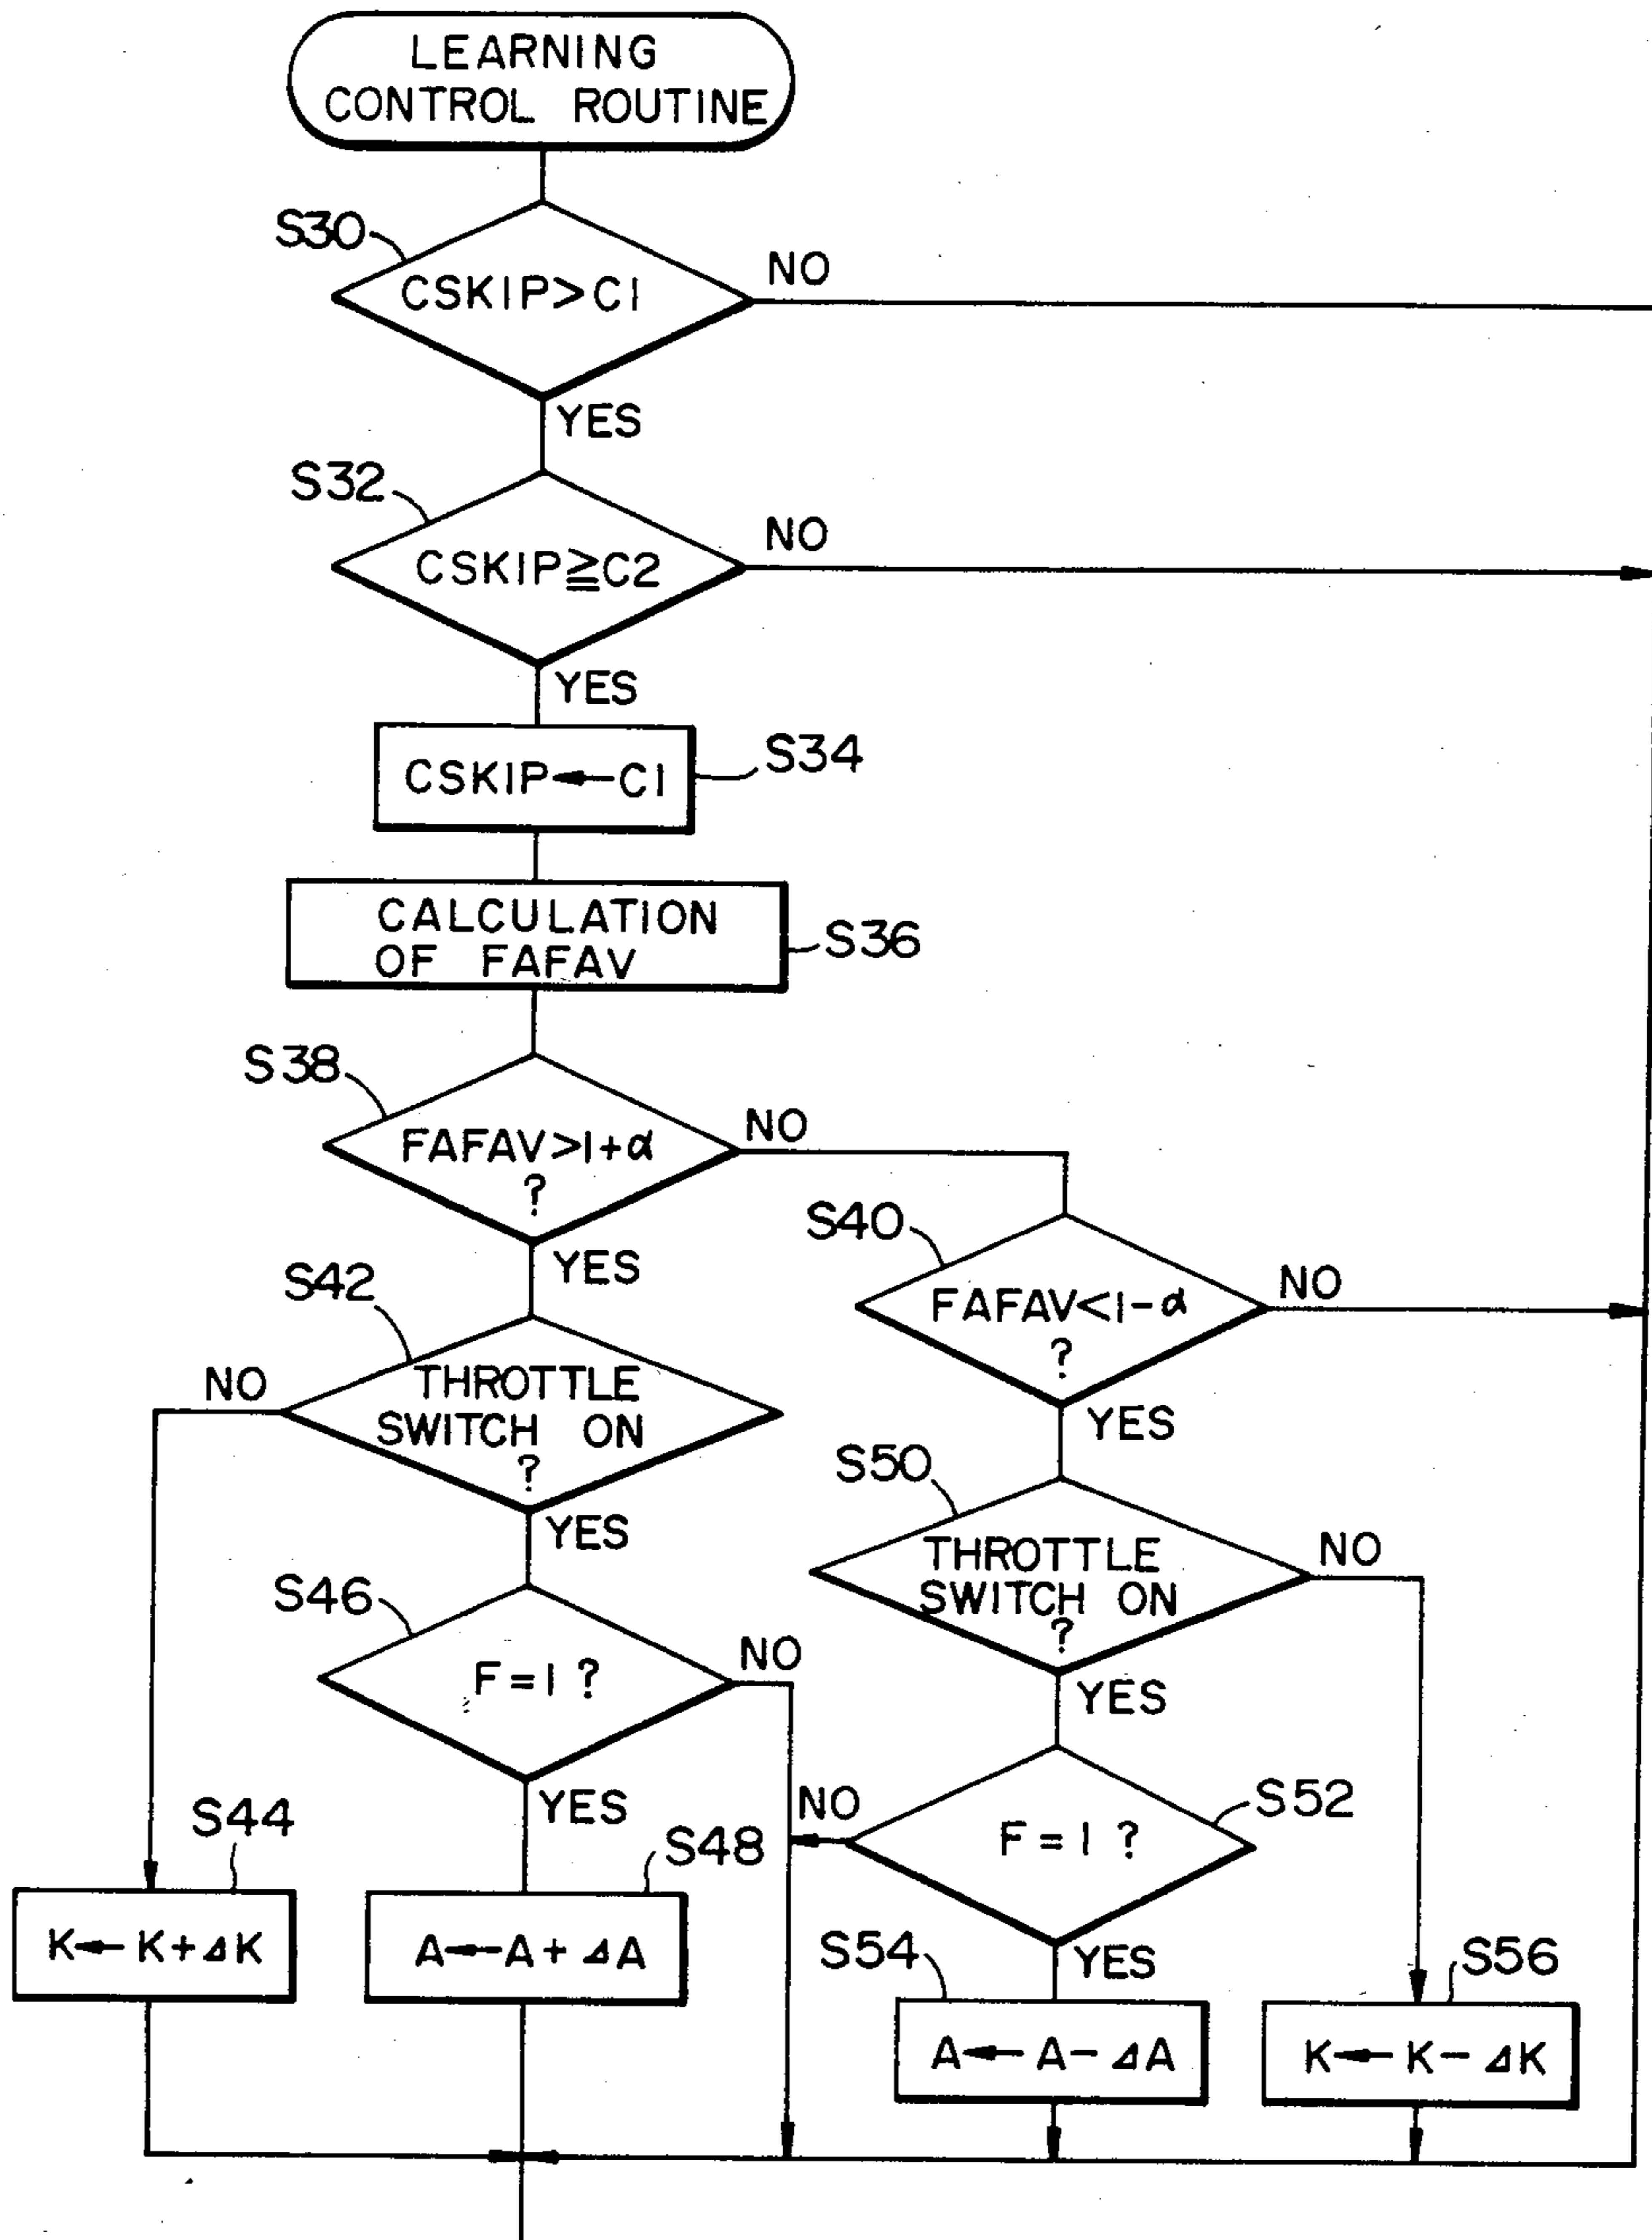 LEARNING
CONTROL ROUTINE
S30
CSKIP>C1
NO
YES
S32
CSKIP≧C2
NO
YES
CSKIP←C1
S34
CALCULATION
OF FAFAV
S36
S38
FAFAV>1+α
?
NO
YES
S40
FAFAV<1-α
?
NO
YES
S42
THROTTLE
SWITCH ON
?
NO
YES
S50
THROTTLE
SWITCH ON
?
NO
YES
S46
F=1 ?
NO
YES
S52
F=1 ?
NO
YES
S44
K←K+ΔK
S48
A←A+ΔA
S54
A←A-ΔA
S56
K←K-ΔK